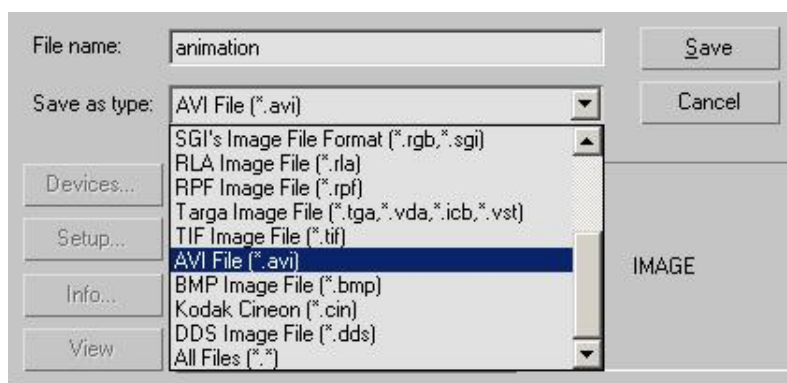 File name: animation Save
Save as type: AVI File (*.avi) Cancel
SGI's Image File Format (*.rgb,*.sgi)
RLA Image File (*.rla)
Devices... RPF Image File (*.rpf)
Targa Image File (*.tga,*.vda,*.icb,*.vst)
Setup... TIF Image File (*.tif)
AVI File (*.avi) IMAGE
BMP Image File (*.bmp)
Info... Kodak Cineon (*.cin)
DDS Image File (*.dds)
View All Files (*.*)